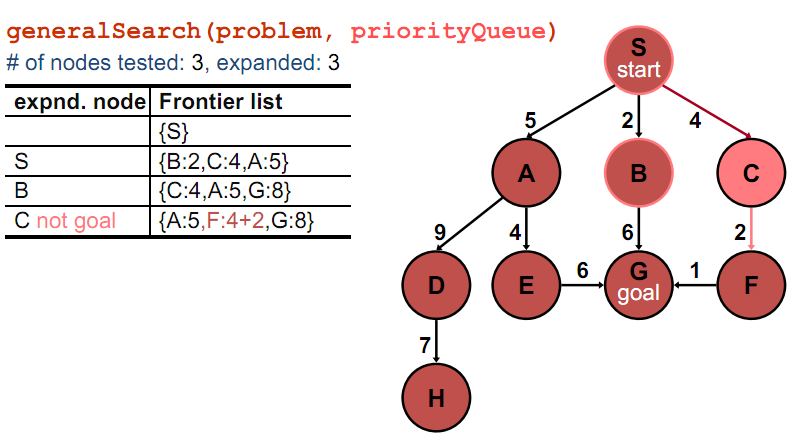 generalSearch(problem, priorityQueue)
# of nodes tested: 3, expanded: 3
expnd. node Frontier list
{S}
S {B:2,C:4,A:5}
B {C:4,A:5,G:8}
C not goal {A:5,F:4+2,G:8}
S
start
5 2 4
A B C
9 4 6 2
D E 6 G
goal 1 F
7
H